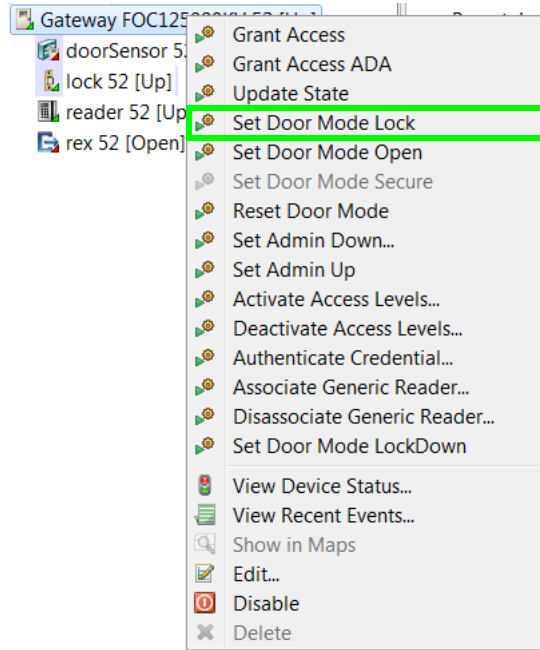 Gateway
doorSensor 5
lock 52 [Up]
reader 52 [Up
rex 52 [Open]
Grant Access
Grant Access ADA
Update State
Set Door Mode Lock
Set Door Mode Open
Set Door Mode Secure
Reset Door Mode
Set Admin Down...
Set Admin Up
Activate Access Levels...
Deactivate Access Levels...
Authenticate Credential...
Associate Generic Reader...
Disassociate Generic Reader...
Set Door Mode LockDown
View Device Status...
View Recent Events...
Show in Maps
Edit...
Disable
Delete